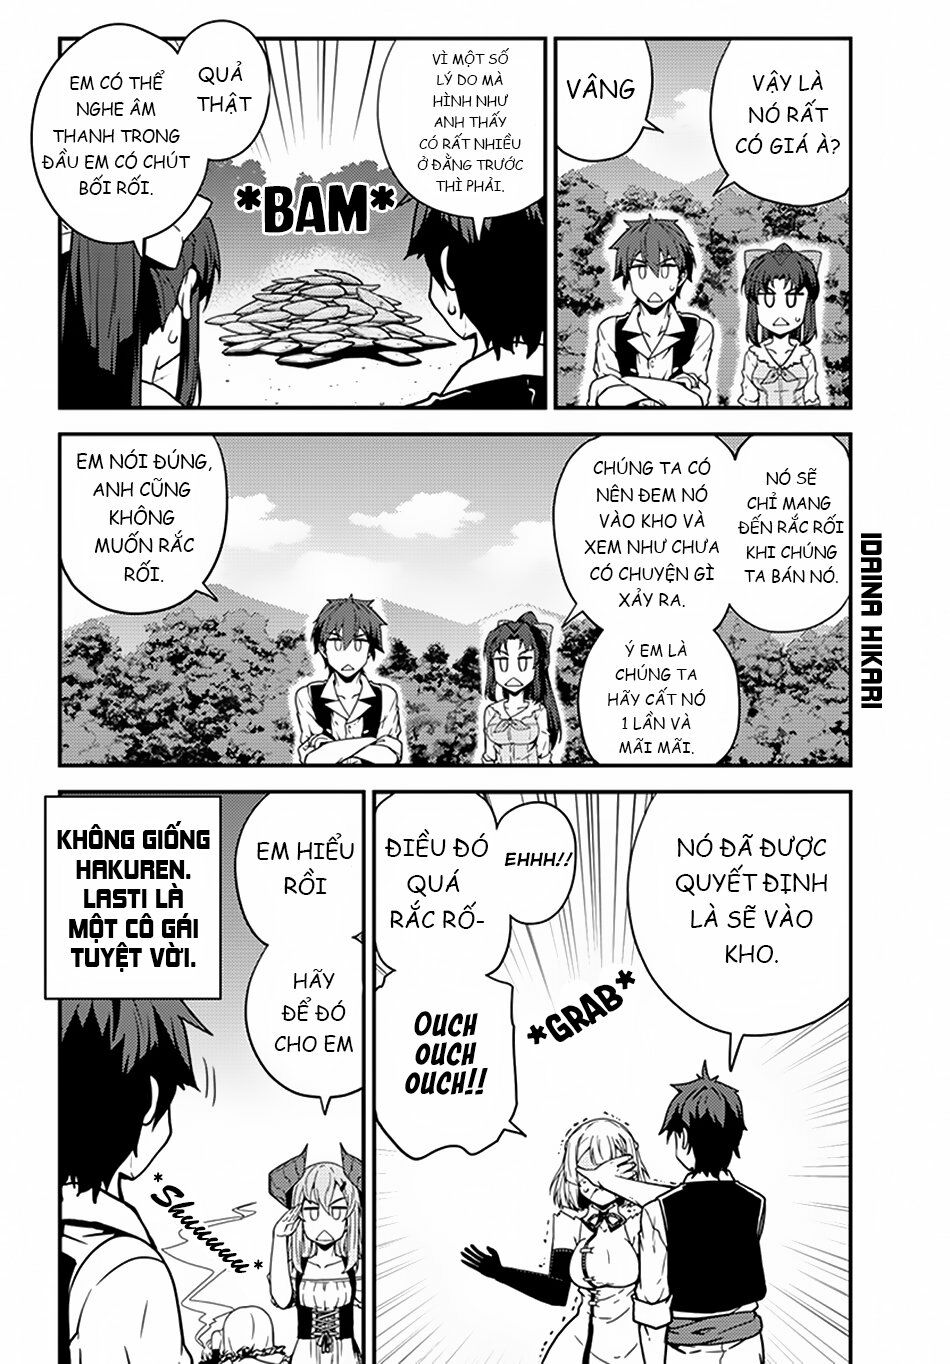 VẬY LÀ
NÓ RẤT
CÓ GIÁ À?
VÂNG
VÌ MỘT SỐ
LÝ DO MÀ
HÌNH NHƯ
ANH THẤY
CÓ RẤT NHIỀU
Ở ĐẰNG TRƯỚC
THÌ PHẢI.
*BAM*
QUẢ
THẬT
EM CÓ THỂ
NGHE ÂM
THANH TRONG
ĐẦU EM CÓ CHÚT
BỐI RỐI.
NÓ SẼ
CHỈ MANG
ĐẾN RẮC RỐI
KHI CHÚNG
TA BÁN NÓ.
CHÚNG TA CÓ
NÊN ĐEM NÓ
VÀO KHO VÀ
XEM NHƯ CHƯA
CÓ CHUYỆN GÌ
XẢY RA.
Ý EM LÀ
CHÚNG TA
HÃY CẤT NÓ
1 LẦN VÀ
MÃI MÃI.
EM NÓI ĐÚNG,
ANH CŨNG
KHÔNG
MUỐN RẮC
RỐI.
IDAINA HIKARI
NÓ ĐÃ ĐƯỢC
QUYẾT ĐỊNH
LÀ SẼ VÀO
KHO.
EHHH!!
*GRAB*
ĐIỀU ĐÓ
QUÁ
RẮC RỐ-
OUCH
OUCH
OUCH!!
EM HIỂU
RỒI
HÃY
ĐỂ ĐÓ
CHO EM
*Shuuuuuu*
KHÔNG GIỐNG
HAKUREN.
LASTI LÀ
MỘT CÔ GÁI
TUYỆT VỜI.